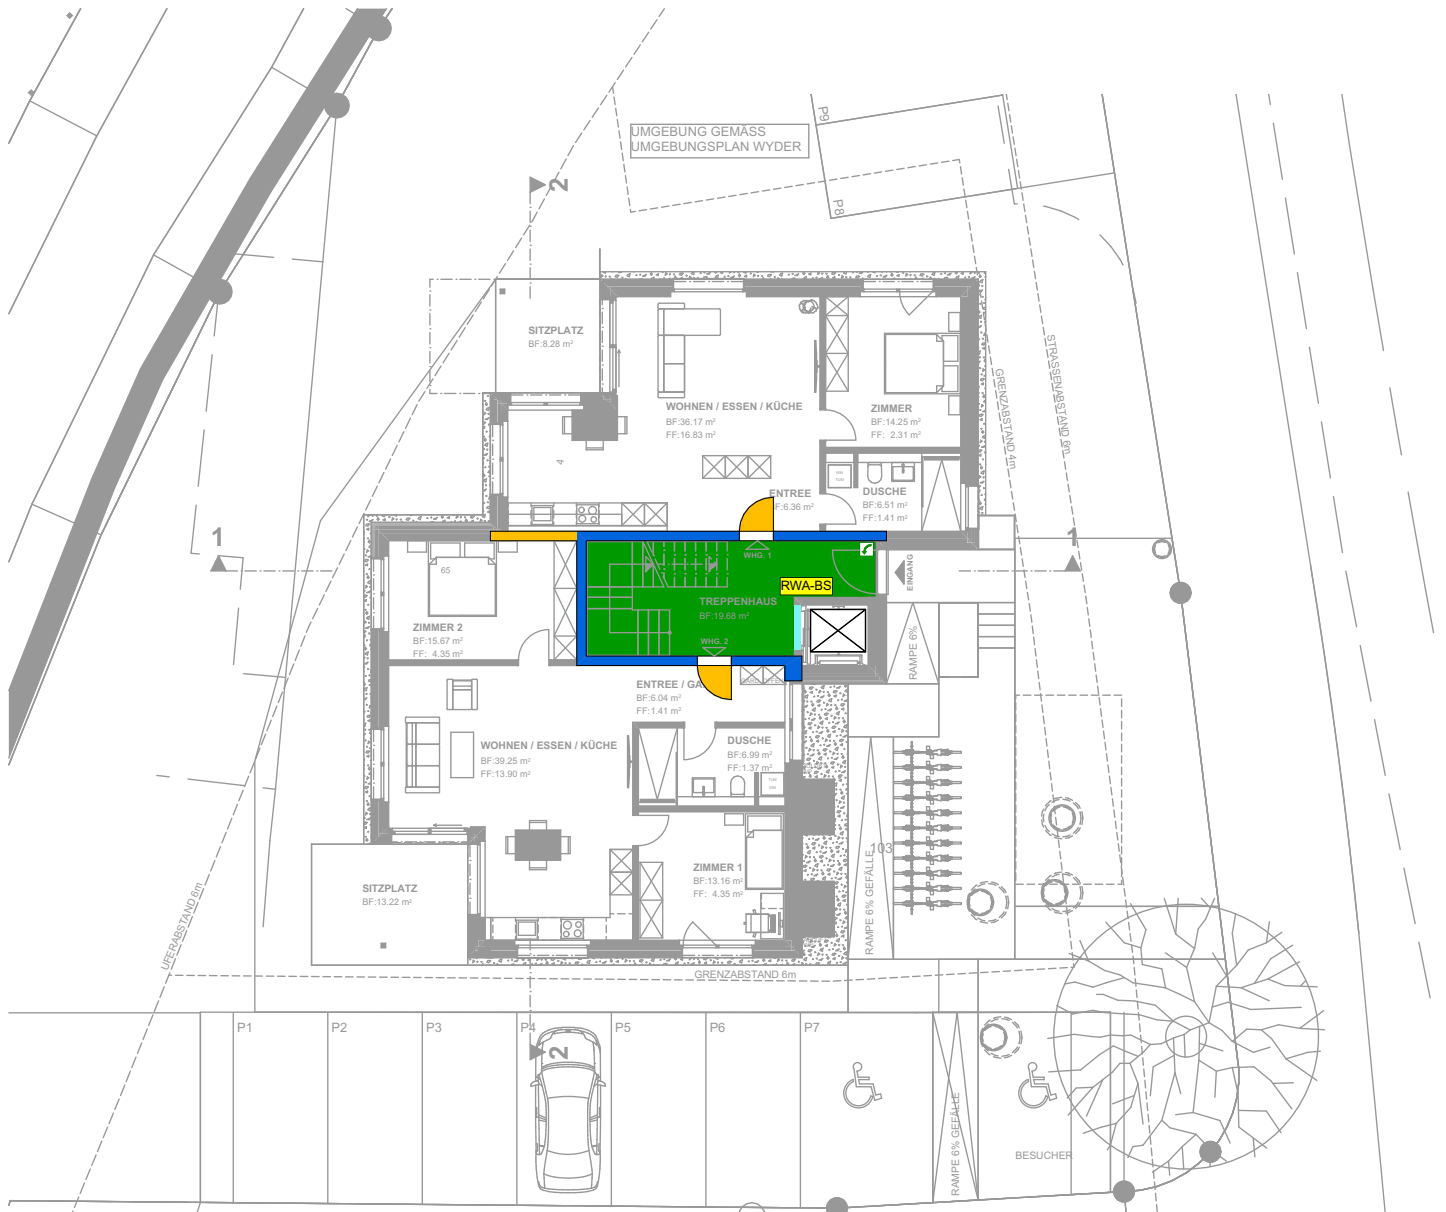 P9
UMGEBUNG GEMÄSS
UMGEBUNGSPLAN WYDER
P8
2
SITZPLATZ
BF:8.28 m²
STRASSENABSTAND 6m
GRENZABSTAND 4m
WOHNEN / ESSEN / KÜCHE
BF:36.17 m²
FF:16.83 m²
ZIMMER
BF:14.25 m²
FF: 2.31 m²
4
ENTREE
BF:6.36 m²
DUSCHE
BF:6.51 m²
FF:1.41 m²
1
1
WHG. 1
EINGANG
65
RWA-BS
TREPPENHAUS
BF:19.68 m²
ZIMMER 2
BF:15.67 m²
FF: 4.35 m²
WHG. 2
RAMPE 6%
ENTREE / GA
BF:6.04 m²
FF:1.41 m²
WOHNEN / ESSEN / KÜCHE
BF:39.25 m²
FF:13.90 m²
DUSCHE
BF:6.99 m²
FF:1.37 m²
103
RAMPE 6% GEFÄLLE
ZIMMER 1
BF:13.16 m²
FF: 4.35 m²
SITZPLATZ
BF:13.22 m²
UFERABSTAND 6m
GRENZABSTAND 6m
P1
P2
P3
P4
P5
P6
P7
2
RAMPE 6% GEFÄLLE
BESUCHER